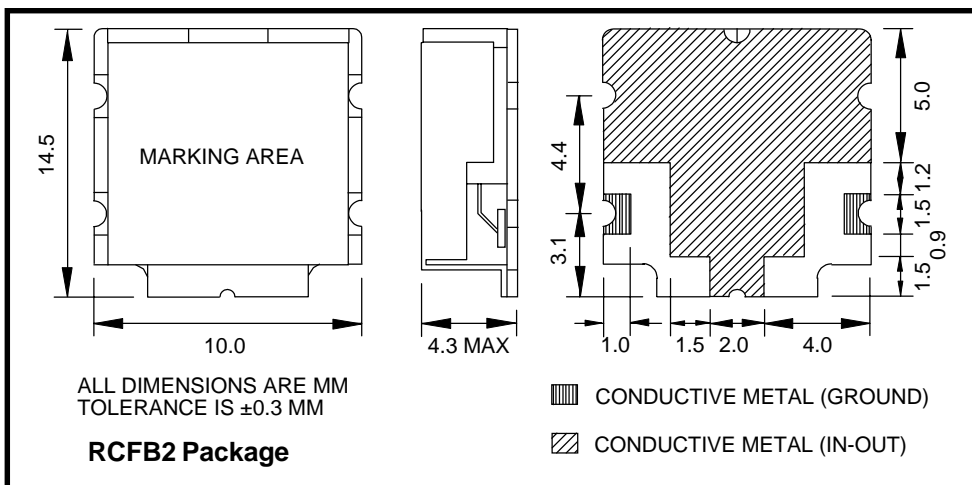 14.5
MARKING AREA
10.0
4.3 MAX
4.4
3.1
5.0
1.2
1.5
0.9
1.5
1.0
1.5
2.0
4.0
ALL DIMENSIONS ARE MM
TOLERANCE IS ±0.3 MM
RCFB2 Package
CONDUCTIVE METAL (GROUND)
CONDUCTIVE METAL (IN-OUT)